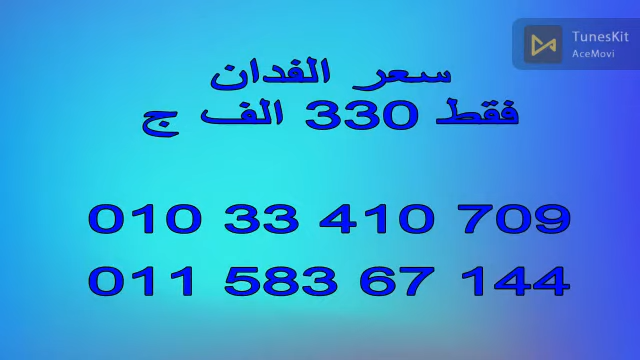 TunesKit
AceMovi
سعر الفدان
فقط 330 الف ج
010 33 410 709
011 583 67 144